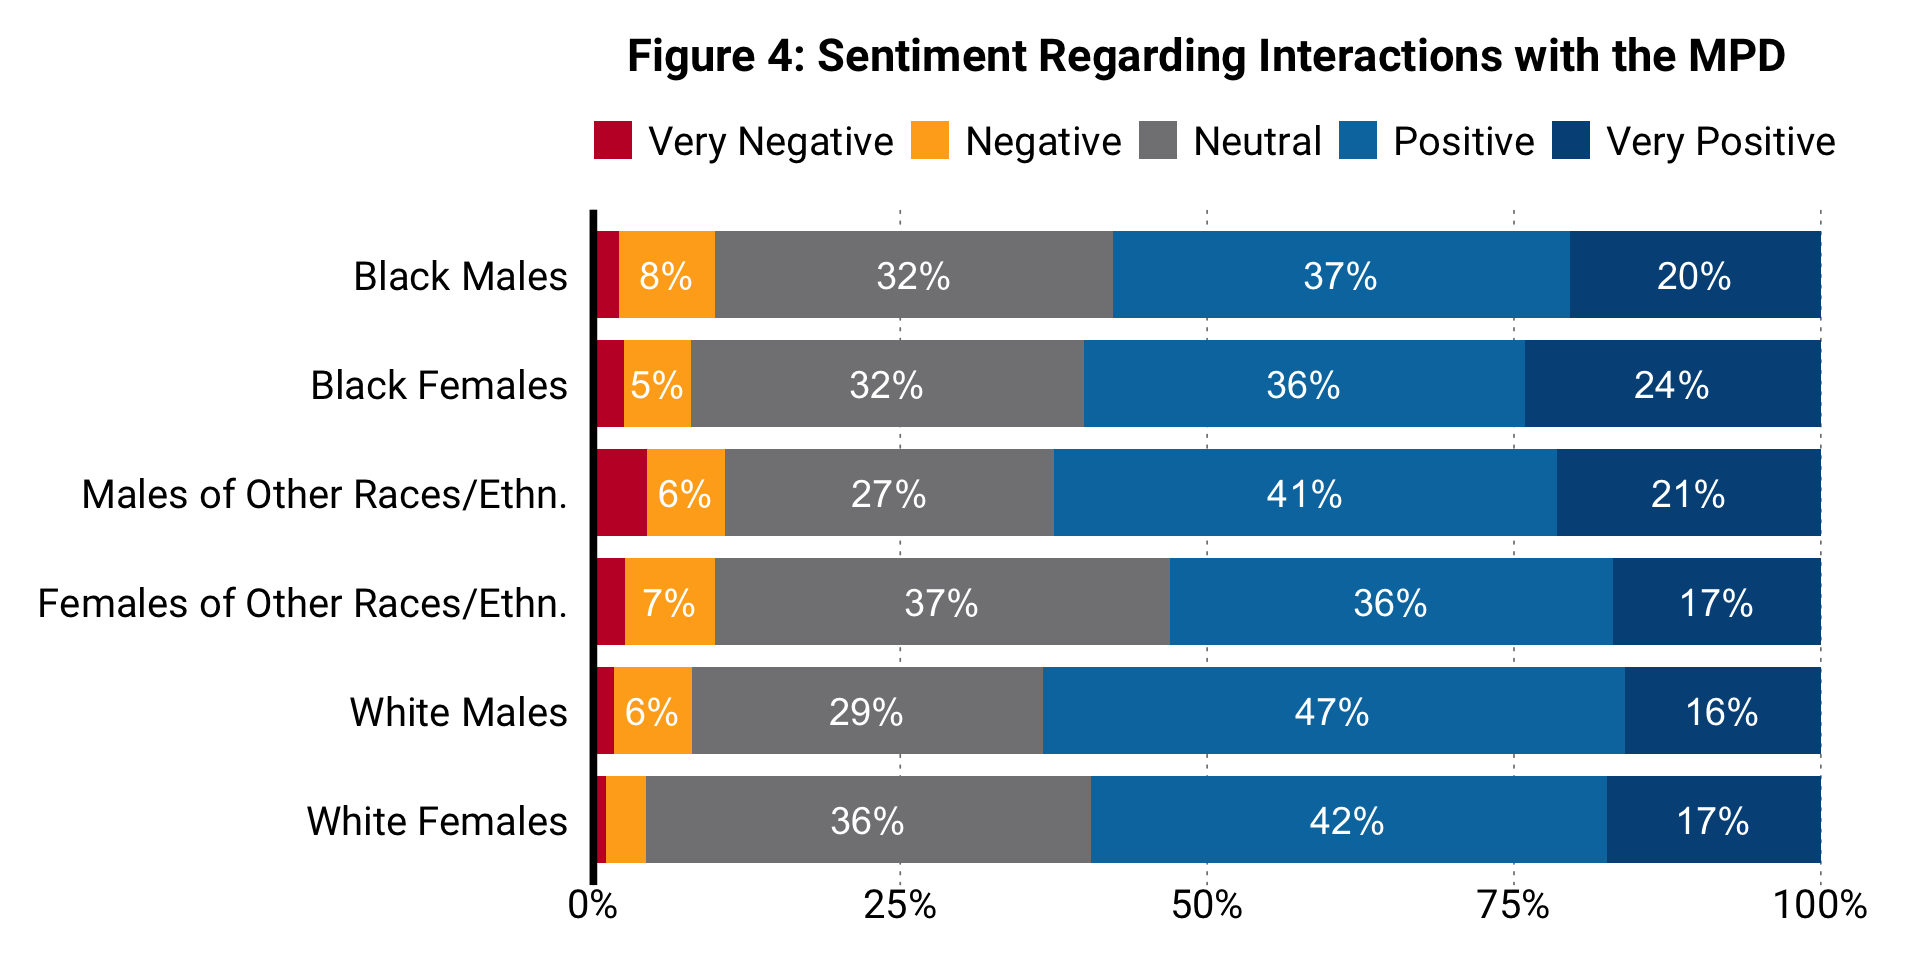 Figure 4: Sentiment Regarding Interactions with the MPD
Very Negative Negative Neutral Positive Very Positive
Black Males 8% 32% 37% 20%
Black Females 5% 32% 36% 24%
Males of Other Races/Ethn. 6% 27% 41% 21%
Females of Other Races/Ethn. 7% 37% 36% 17%
White Males 6% 29% 47% 16%
White Females 36% 42% 17%
0% 25% 50% 75% 100%